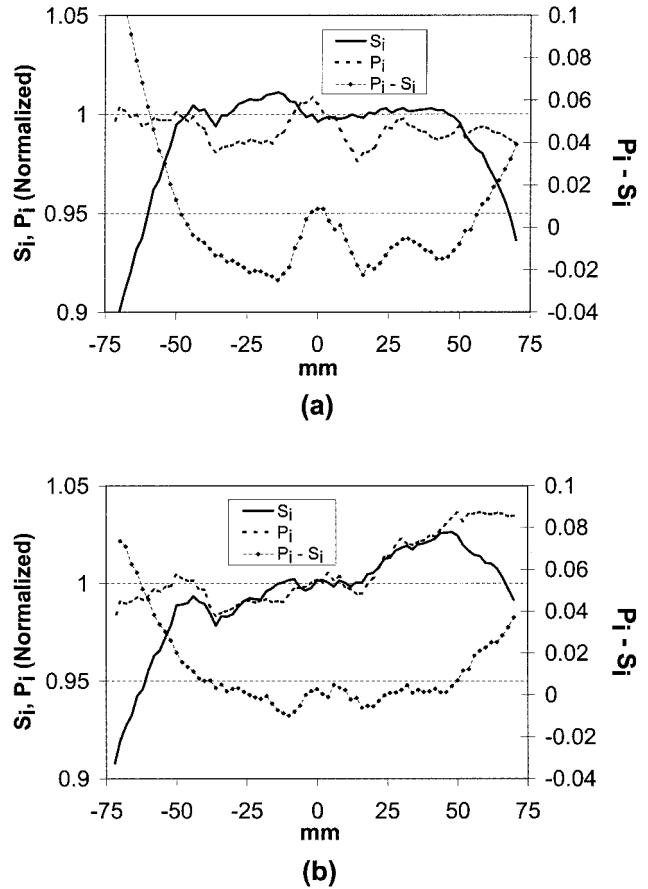 1.05
1
0.95
0.9
Si, Pi (Normalized)
Si
Pi
Pi - Si
0.1
0.08
0.06
0.04
0.02
0
-0.02
-0.04
Pi - Si
-75 -50 -25 0 25 50 75
mm
(a)
1.05
1
0.95
0.9
Si, Pi (Normalized)
Si
Pi
Pi - Si
0.1
0.08
0.06
0.04
0.02
0
-0.02
-0.04
Pi - Si
-75 -50 -25 0 25 50 75
mm
(b)